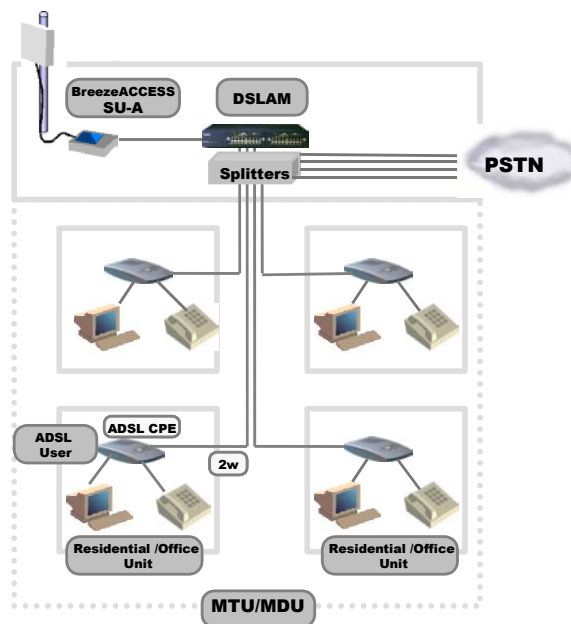 BreezeACCESS
SU-A
DSLAM
Splitters
PSTN
ADSL CPE
ADSL
User
2w
Residential /Office
Unit
Residential /Office
Unit
MTU/MDU